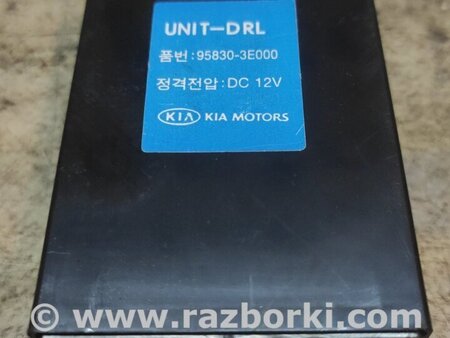 UNIT-DRL
품번 : 95830-3E000
정격전압 : DC 12V
KIA KIA MOTORS
© www.razborki.com